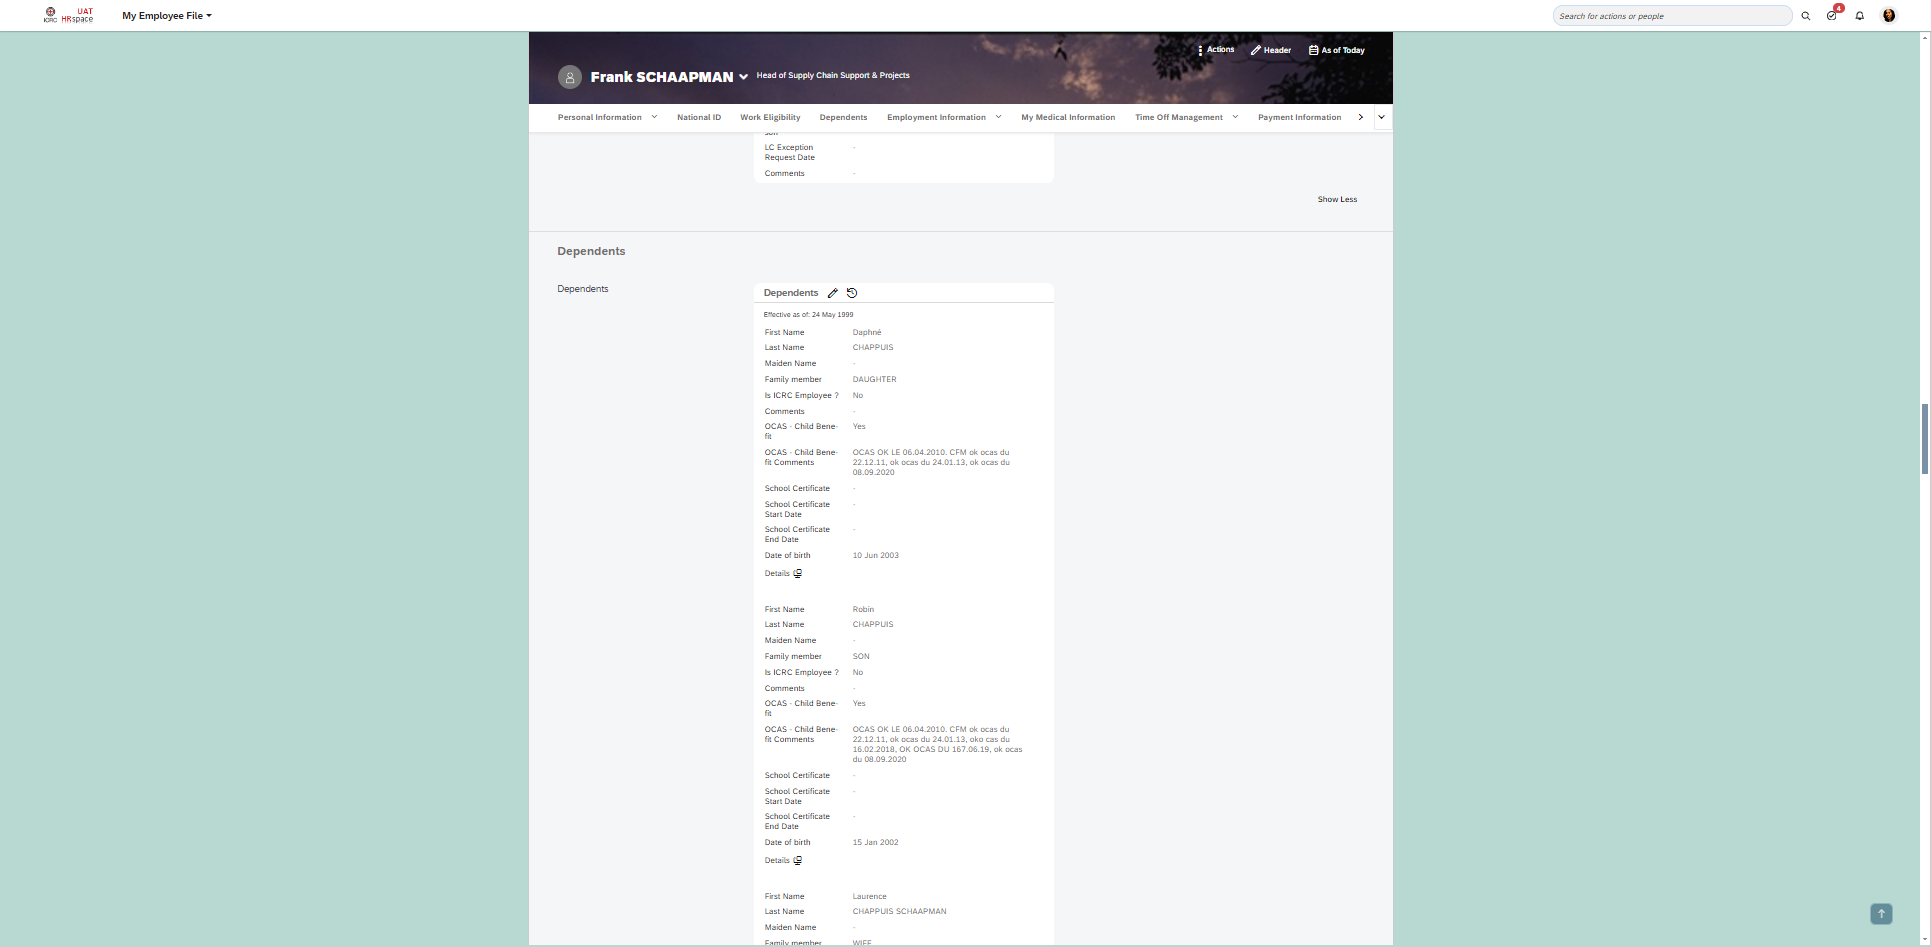 UAT
ICRC HRspace
My Employee File
Search for actions or people
4
Actions
Header
As of Today
Frank SCHAAPMAN
Head of Supply Chain Support & Projects
Personal Information
National ID
Work Eligibility
Dependents
Employment Information
My Medical Information
Time Off Management
Payment Information
son
LC Exception
Request Date
-
Comments -
Show Less
Dependents
Dependents
Dependents
Effective as of: 24 May 1999
First Name Daphné
Last Name CHAPPUIS
Maiden Name -
Family member DAUGHTER
Is ICRC Employee ? No
Comments -
OCAS - Child Bene-
fit
Yes
OCAS - Child Bene-
fit Comments
OCAS OK LE 06.04.2010. CFM ok ocas du
22.12.11, ok ocas du 24.01.13, ok ocas du
08.09.2020
School Certificate -
School Certificate
Start Date
-
School Certificate
End Date
-
Date of birth 10 Jun 2003
Details
First Name Robin
Last Name CHAPPUIS
Maiden Name -
Family member SON
Is ICRC Employee ? No
Comments -
OCAS - Child Bene-
fit
Yes
OCAS - Child Bene-
fit Comments
OCAS OK LE 06.04.2010. CFM ok ocas du
22.12.11, ok ocas du 24.01.13, oko cas du
16.02.2018, OK OCAS DU 167.06.19, ok ocas
du 08.09.2020
School Certificate -
School Certificate
Start Date
-
School Certificate
End Date
-
Date of birth 15 Jan 2002
Details
First Name Laurence
Last Name CHAPPUIS SCHAAPMAN
Maiden Name -
Family member WIFE